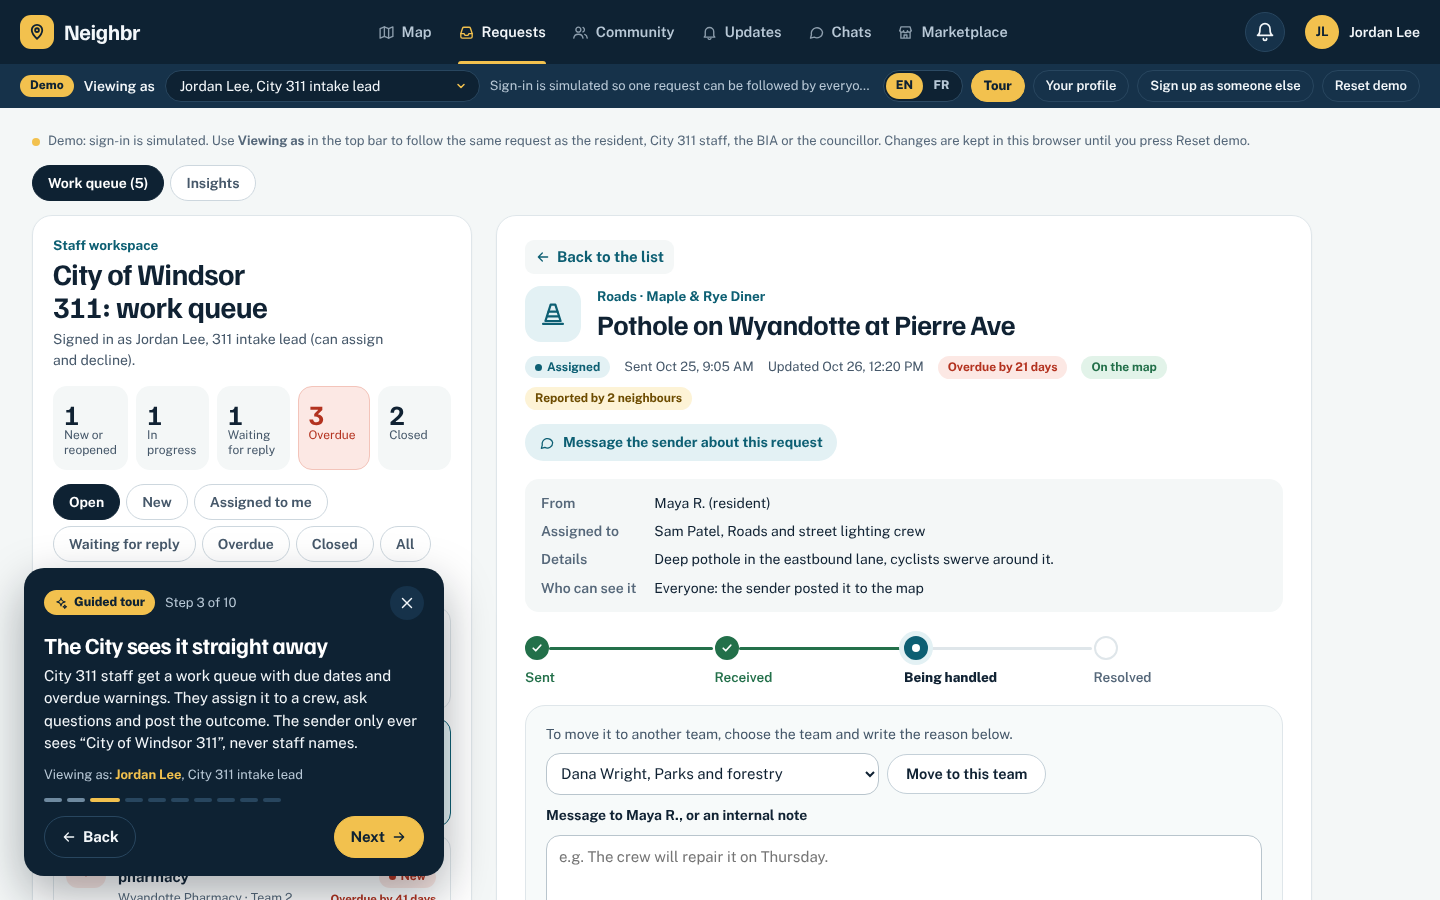 Neighbr
Map
Requests
Community
Updates
Chats
Marketplace
JL
Jordan Lee
Demo
Viewing as
Jordan Lee, City 311 intake lead
Sign-in is simulated so one request can be followed by everyo...
EN
FR
Tour
Your profile
Sign up as someone else
Reset demo
Demo: sign-in is simulated. Use Viewing as in the top bar to follow the same request as the resident, City 311 staff, the BIA or the councillor. Changes are kept in this browser until you press Reset demo.
Work queue (5)
Insights
Staff workspace
City of Windsor
311: work queue
Signed in as Jordan Lee, 311 intake lead (can assign
and decline).
1
New or
reopened
1
In
progress
1
Waiting
for reply
3
Overdue
2
Closed
Open
New
Assigned to me
Waiting for reply
Overdue
Closed
All
Guided tour
Step 3 of 10
The City sees it straight away
City 311 staff get a work queue with due dates and
overdue warnings. They assign it to a crew, ask
questions and post the outcome. The sender only ever
sees “City of Windsor 311”, never staff names.
Viewing as: Jordan Lee, City 311 intake lead
Back
Next
pharmacy
New
Wyandotte Pharmacy · Team 2
Overdue by 41 days
Back to the list
Roads · Maple & Rye Diner
Pothole on Wyandotte at Pierre Ave
Assigned
Sent Oct 25, 9:05 AM
Updated Oct 26, 12:20 PM
Overdue by 21 days
On the map
Reported by 2 neighbours
Message the sender about this request
From
Maya R. (resident)
Assigned to
Sam Patel, Roads and street lighting crew
Details
Deep pothole in the eastbound lane, cyclists swerve around it.
Who can see it
Everyone: the sender posted it to the map
Sent
Received
Being handled
Resolved
To move it to another team, choose the team and write the reason below.
Dana Wright, Parks and forestry
Move to this team
Message to Maya R., or an internal note
e.g. The crew will repair it on Thursday.